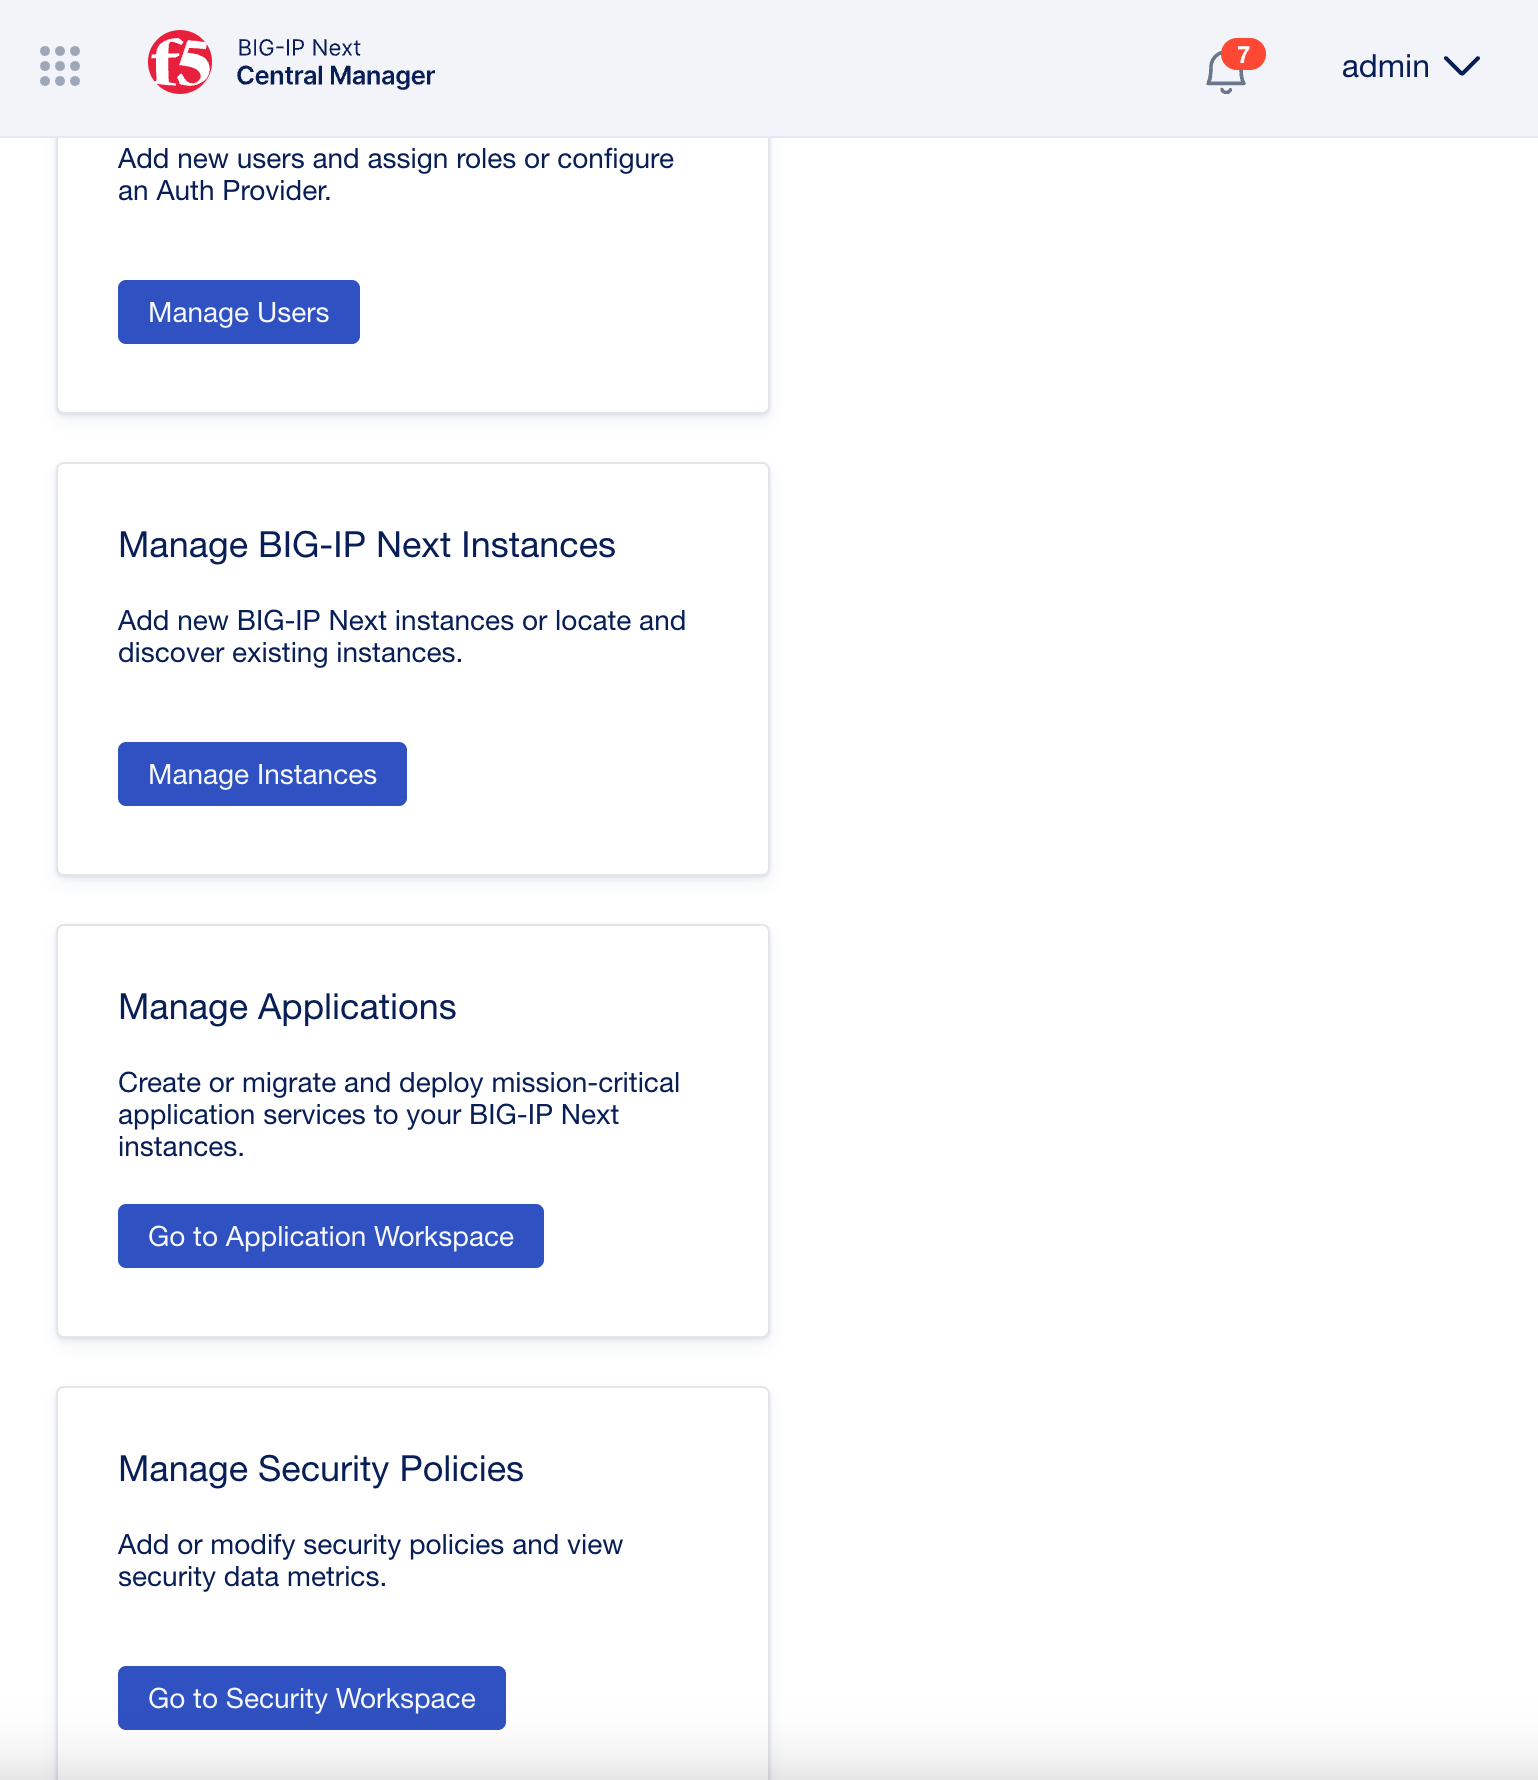 f5
BIG-IP Next
Central Manager
7
admin
Add new users and assign roles or configure
an Auth Provider.
Manage Users
Manage BIG-IP Next Instances
Add new BIG-IP Next instances or locate and
discover existing instances.
Manage Instances
Manage Applications
Create or migrate and deploy mission-critical
application services to your BIG-IP Next
instances.
Go to Application Workspace
Manage Security Policies
Add or modify security policies and view
security data metrics.
Go to Security Workspace